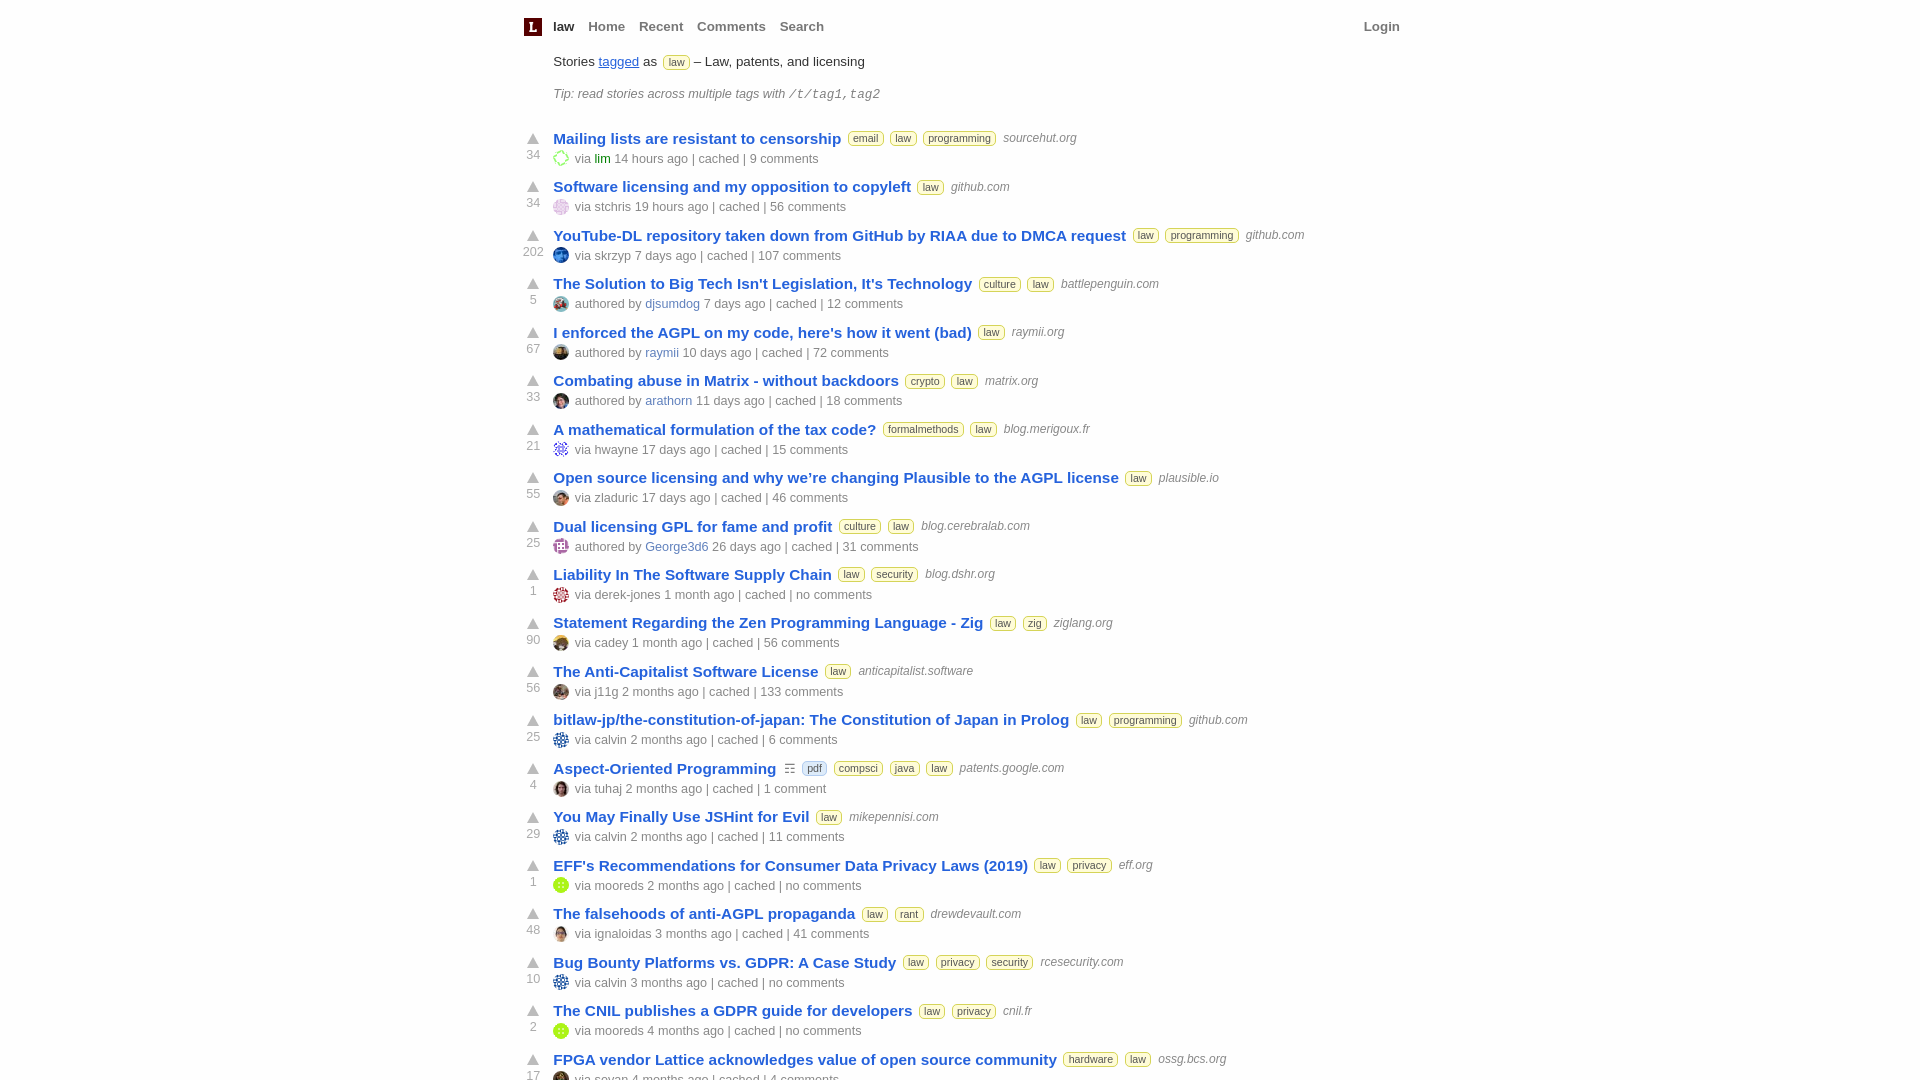 L law Home Recent Comments Search Login
Stories tagged as law – Law, patents, and licensing
Tip: read stories across multiple tags with /t/tag1,tag2
Mailing lists are resistant to censorship email law programming sourcehut.org
34 via lim 14 hours ago | cached | 9 comments
Software licensing and my opposition to copyleft law github.com
34 via stchris 19 hours ago | cached | 56 comments
YouTube-DL repository taken down from GitHub by RIAA due to DMCA request law programming github.com
202 via skrzyp 7 days ago | cached | 107 comments
The Solution to Big Tech Isn't Legislation, It's Technology culture law battlepenguin.com
5 authored by djsumdog 7 days ago | cached | 12 comments
I enforced the AGPL on my code, here's how it went (bad) law raymii.org
67 authored by raymii 10 days ago | cached | 72 comments
Combating abuse in Matrix - without backdoors crypto law matrix.org
33 authored by arathorn 11 days ago | cached | 18 comments
A mathematical formulation of the tax code? formalmethods law blog.merigoux.fr
21 via hwayne 17 days ago | cached | 15 comments
Open source licensing and why we’re changing Plausible to the AGPL license law plausible.io
55 via zladuric 17 days ago | cached | 46 comments
Dual licensing GPL for fame and profit culture law blog.cerebralab.com
25 authored by George3d6 26 days ago | cached | 31 comments
Liability In The Software Supply Chain law security blog.dshr.org
1 via derek-jones 1 month ago | cached | no comments
Statement Regarding the Zen Programming Language - Zig law zig ziglang.org
90 via cadey 1 month ago | cached | 56 comments
The Anti-Capitalist Software License law anticapitalist.software
56 via j11g 2 months ago | cached | 133 comments
bitlaw-jp/the-constitution-of-japan: The Constitution of Japan in Prolog law programming github.com
25 via calvin 2 months ago | cached | 6 comments
Aspect-Oriented Programming ☶ pdf compsci java law patents.google.com
4 via tuhaj 2 months ago | cached | 1 comment
You May Finally Use JSHint for Evil law mikepennisi.com
29 via calvin 2 months ago | cached | 11 comments
EFF's Recommendations for Consumer Data Privacy Laws (2019) law privacy eff.org
1 via mooreds 2 months ago | cached | no comments
The falsehoods of anti-AGPL propaganda law rant drewdevault.com
48 via ignaloidas 3 months ago | cached | 41 comments
Bug Bounty Platforms vs. GDPR: A Case Study law privacy security rcesecurity.com
10 via calvin 3 months ago | cached | no comments
The CNIL publishes a GDPR guide for developers law privacy cnil.fr
2 via mooreds 4 months ago | cached | no comments
FPGA vendor Lattice acknowledges value of open source community hardware law ossg.bcs.org
17 via sevan 4 months ago | cached | 4 comments